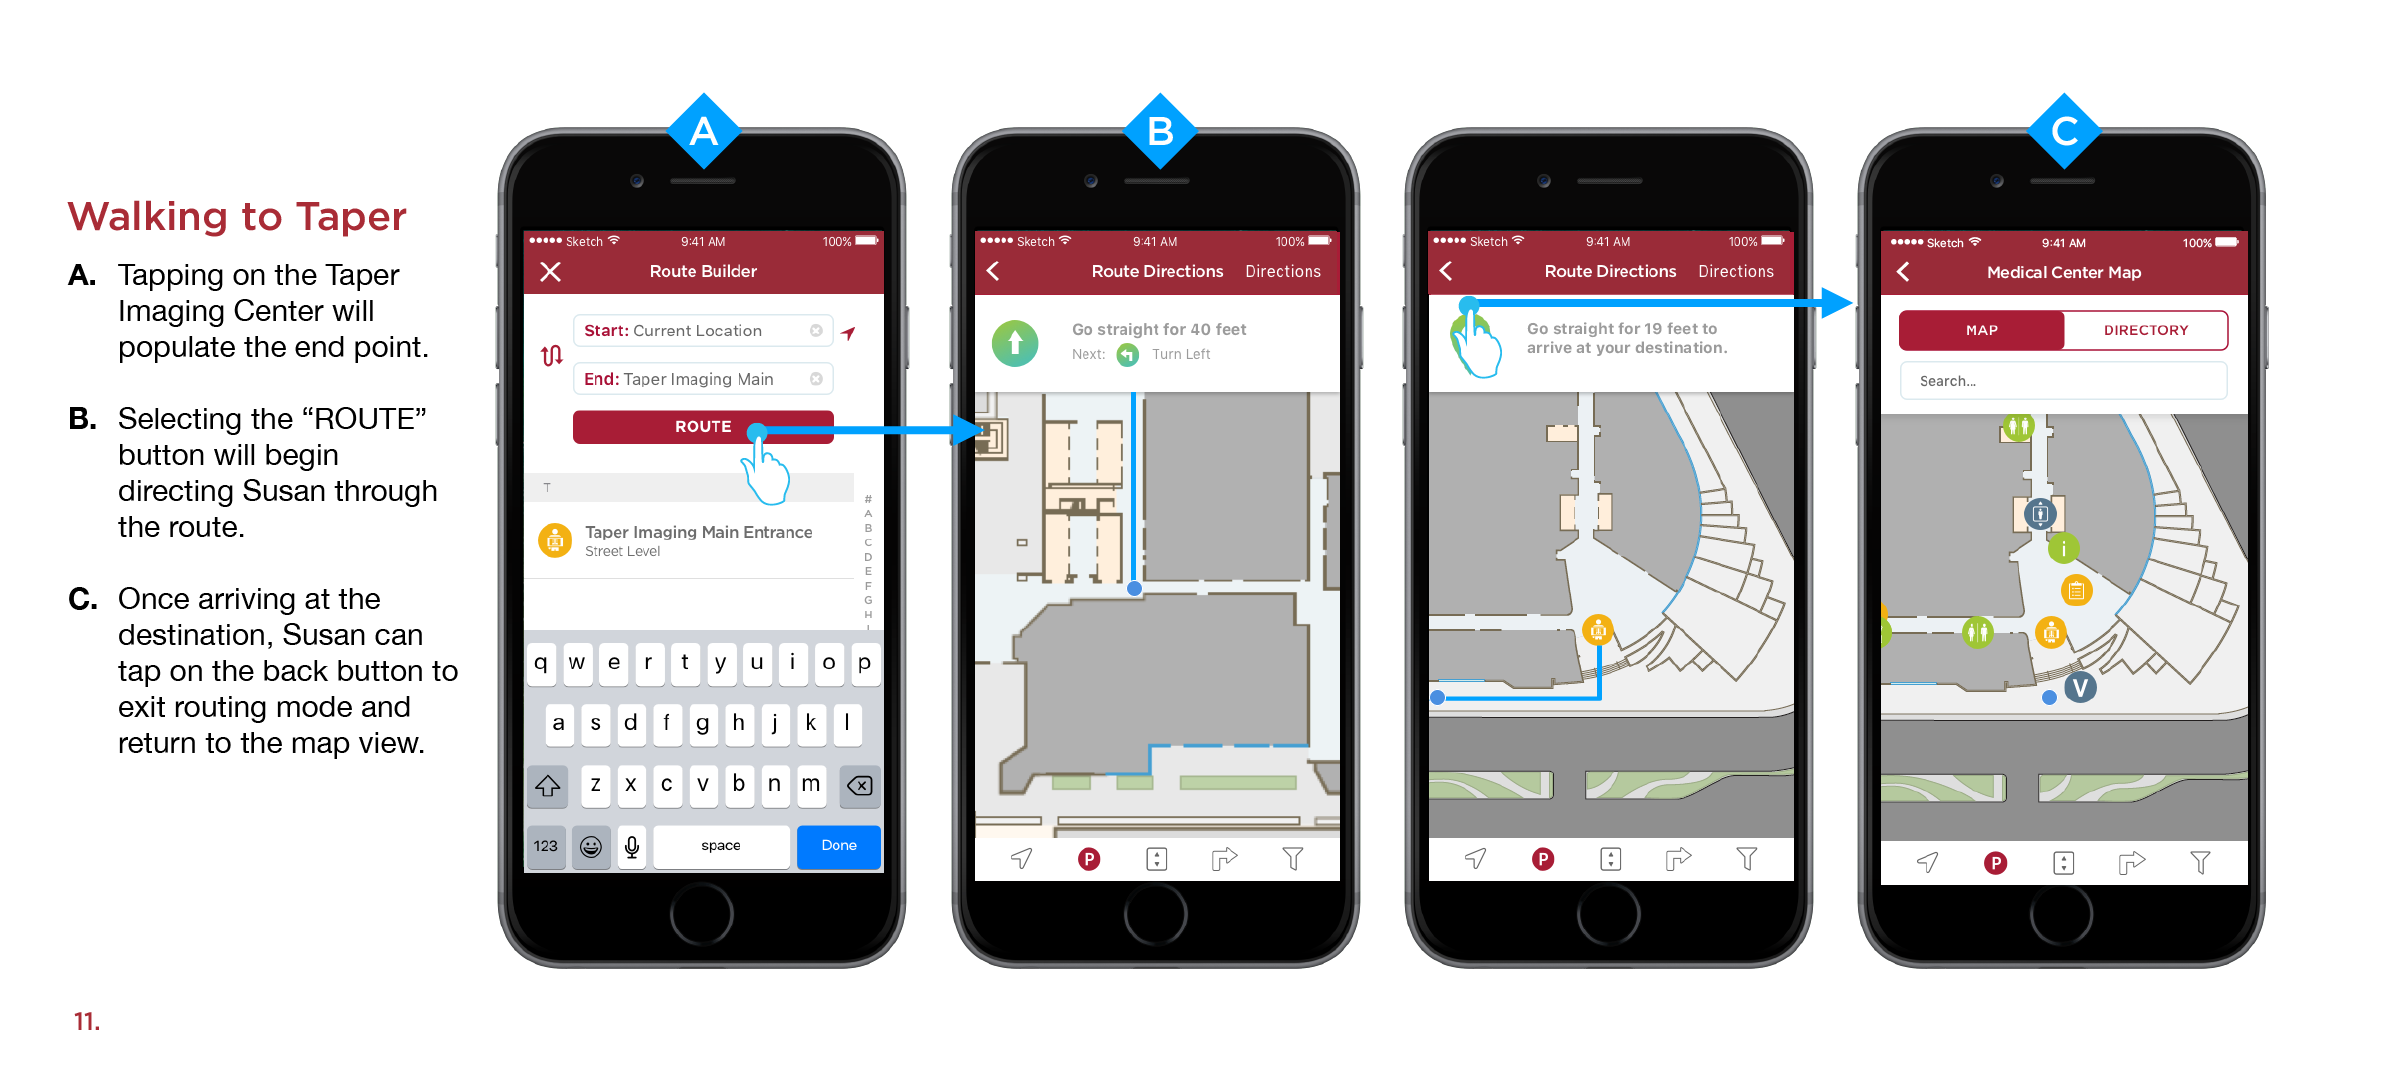 Walking to Taper
A. Tapping on the Taper
Imaging Center will
populate the end point.
B. Selecting the “ROUTE”
button will begin
directing Susan through
the route.
C. Once arriving at the
destination, Susan can
tap on the back button to
exit routing mode and
return to the map view.
11.
A
Sketch 9:41 AM 100%
Route Builder
Start: Current Location
End: Taper Imaging Main
ROUTE
T
Taper Imaging Main Entrance
Street Level
#
A
B
C
D
E
F
G
H
q w e r t y u i o p
a s d f g h j k l
z x c v b n m
123 space Done
B
Sketch 9:41 AM 100%
Route Directions Directions
Go straight for 40 feet
Next: Turn Left
P
Sketch 9:41 AM 100%
Route Directions Directions
Go straight for 19 feet to
arrive at your destination.
P
C
Sketch 9:41 AM 100%
Medical Center Map
MAP DIRECTORY
Search...
i
V
P